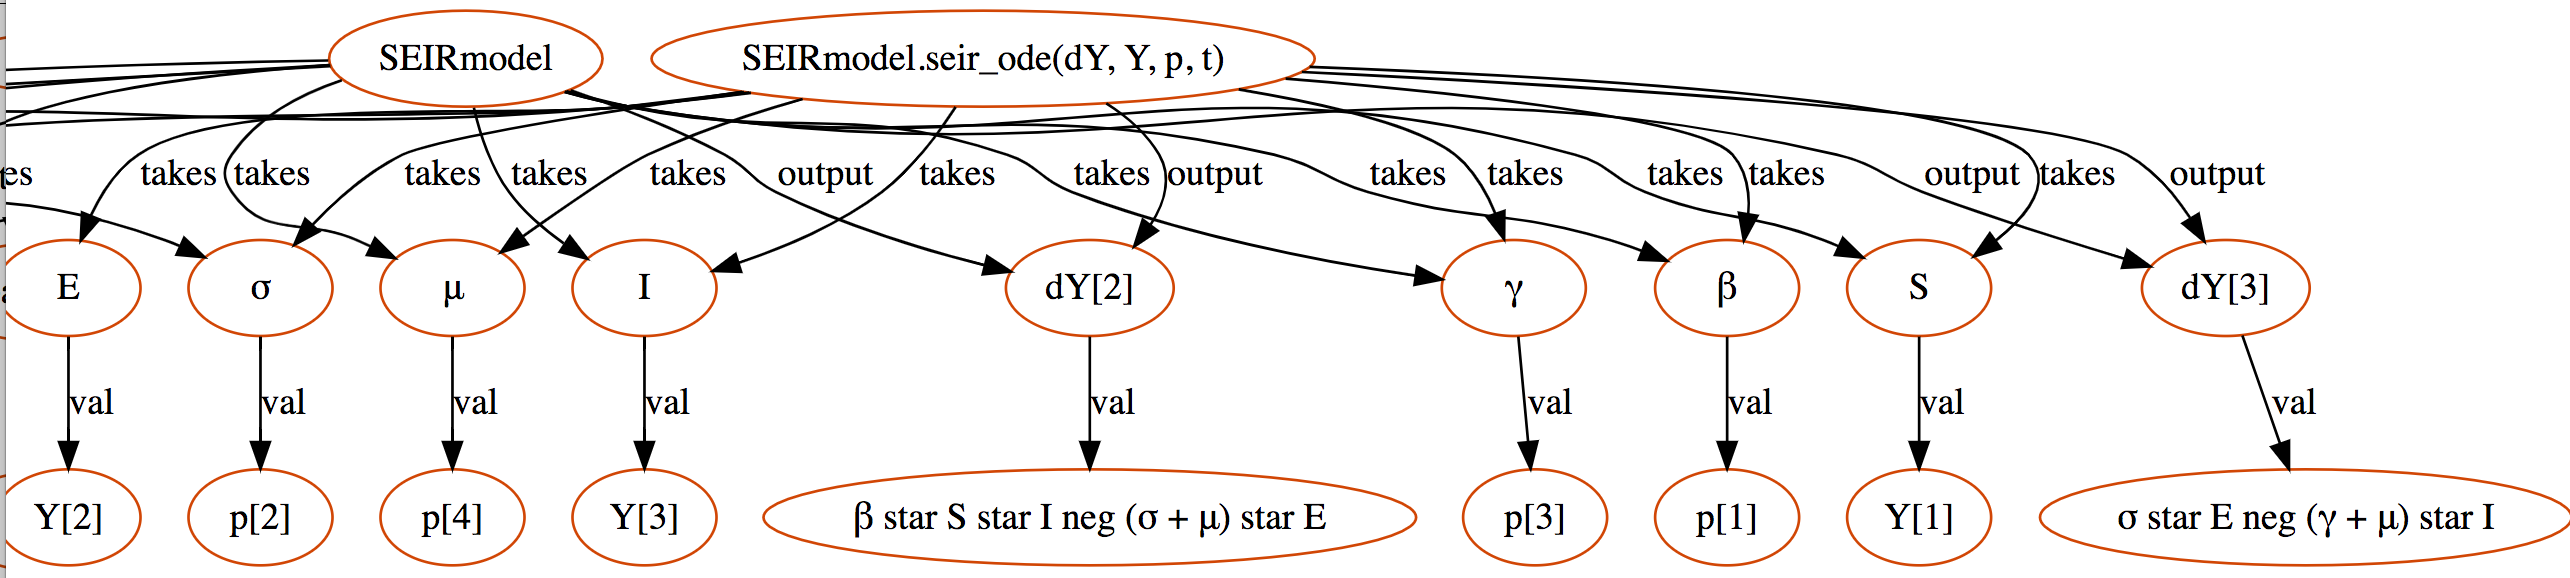 SEIRmodel SEIRmodel.seir_ode(dY, Y, p, t)
es takes takes takes takes takes output takes takes output takes takes takes takes output takes output
E σ μ I dY[2] γ β S dY[3]
val val val val val val val val val
Y[2] p[2] p[4] Y[3] β star S star I neg (σ + μ) star E p[3] p[1] Y[1] σ star E neg (γ + μ) star I